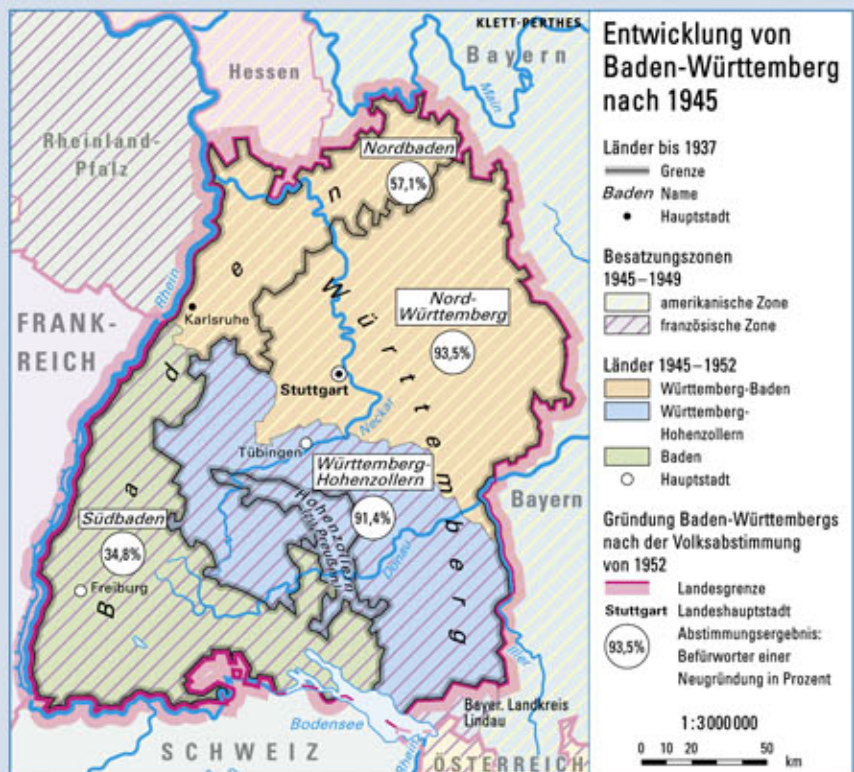 KLETT-PERTHES
Bayern
Hessen
Main
Rheinland-
Pfalz
Nordbaden
57,1%
Rhein
Karlsruhe
FRANK-
REICH
Nord-
Württemberg
93,5%
Stuttgart
Neckar
Tübingen
Württemberg-
Hohenzollern
91,4%
Hohenzollern
(z. Preußen)
Bayern
Südbaden
34,8%
Freiburg
Donau
Baden
Württemberg
Iller
Bayer. Landkreis
Lindau
Bodensee
Rhein
SCHWEIZ
ÖSTERREICH
Entwicklung von
Baden-Württemberg
nach 1945
Länder bis 1937
Grenze
Baden Name
Hauptstadt
Besatzungszonen
1945–1949
amerikanische Zone
französische Zone
Länder 1945–1952
Württemberg-Baden
Württemberg-
Hohenzollern
Baden
Hauptstadt
Gründung Baden-Württembergs
nach der Volksabstimmung
von 1952
Landesgrenze
Stuttgart Landeshauptstadt
93,5% Abstimmungsergebnis:
Befürworter einer
Neugründung in Prozent
1:3000000
0 10 20 50
km